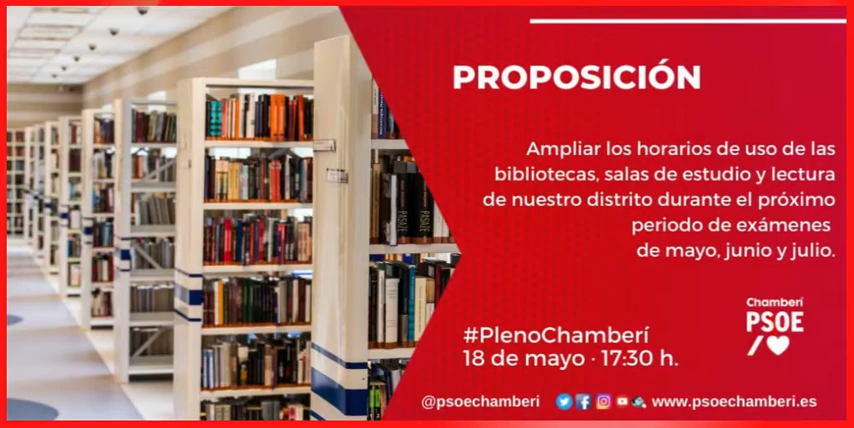 PROPOSICIÓN
Ampliar los horarios de uso de las
bibliotecas, salas de estudio y lectura
de nuestro distrito durante el próximo
periodo de exámenes
de mayo, junio y julio.
#PlenoChamberí
18 de mayo · 17:30 h.
Chamberí
PSOE
@psoechamberi
www.psoechamberi.es